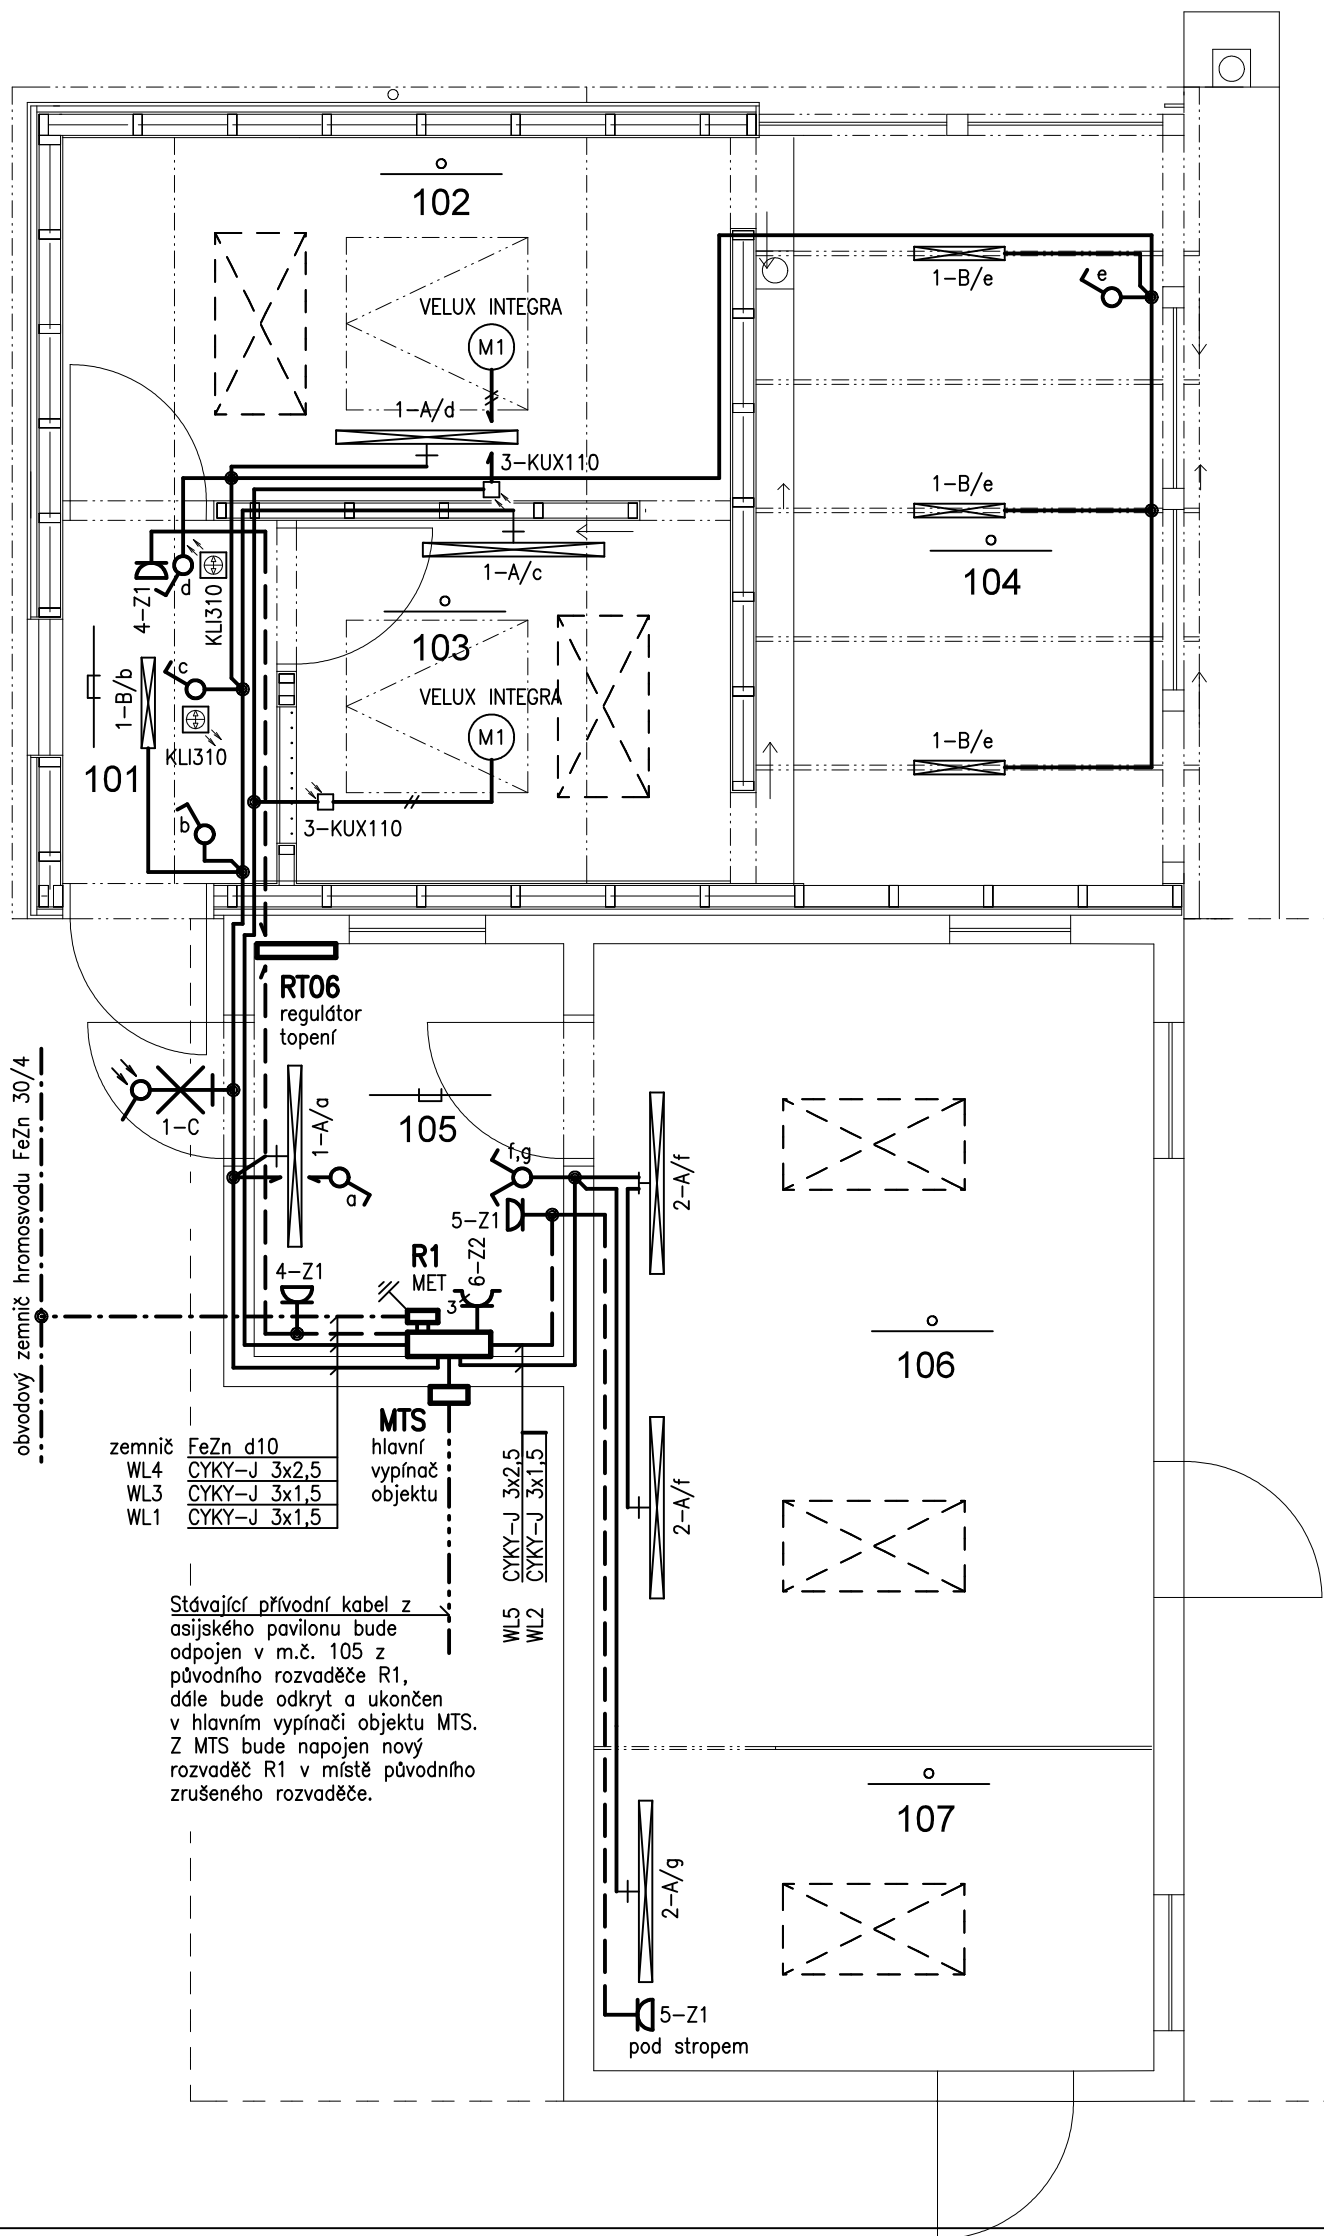 102
VELUX INTEGRA
M1
1-A/d
3-KUX110
1-B/e
e
1-B/e
104
1-B/e
1-A/c
4-Z1
d
KLI310
103
VELUX INTEGRA
M1
c
1-B/b
KLI310
101
b
3-KUX110
RT06
regulátor
topení
1-C
1-A/a
105
a
f,g
2-A/f
5-Z1
R1
MET
6-Z2
3
4-Z1
106
obvodový zemnič hromosvodu FeZn 30/4
MTS
hlavní
vypínač
objektu
zemnič FeZn d10
WL4 CYKY-J 3x2,5
WL3 CYKY-J 3x1,5
WL1 CYKY-J 3x1,5
WL5 CYKY-J 3x2,5
WL2 CYKY-J 3x1,5
2-A/f
Stávající přívodní kabel z
asijského pavilonu bude
odpojen v m.č. 105 z
původního rozvaděče R1,
dále bude odkryt a ukončen
v hlavním vypínači objektu MTS.
Z MTS bude napojen nový
rozvaděč R1 v místě původního
zrušeného rozvaděče.
107
2-A/g
5-Z1
pod stropem